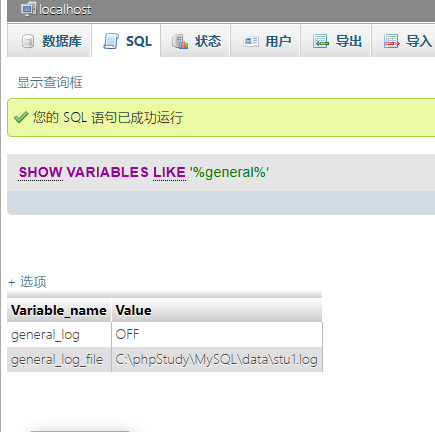 localhost
数据库 SQL 状态 用户 导出 导入
显示查询框
您的 SQL 语句已成功运行
SHOW VARIABLES LIKE '%general%'
+ 选项
Variable_name Value
general_log OFF
general_log_file C:\phpStudy\MySQL\data\stu1.log